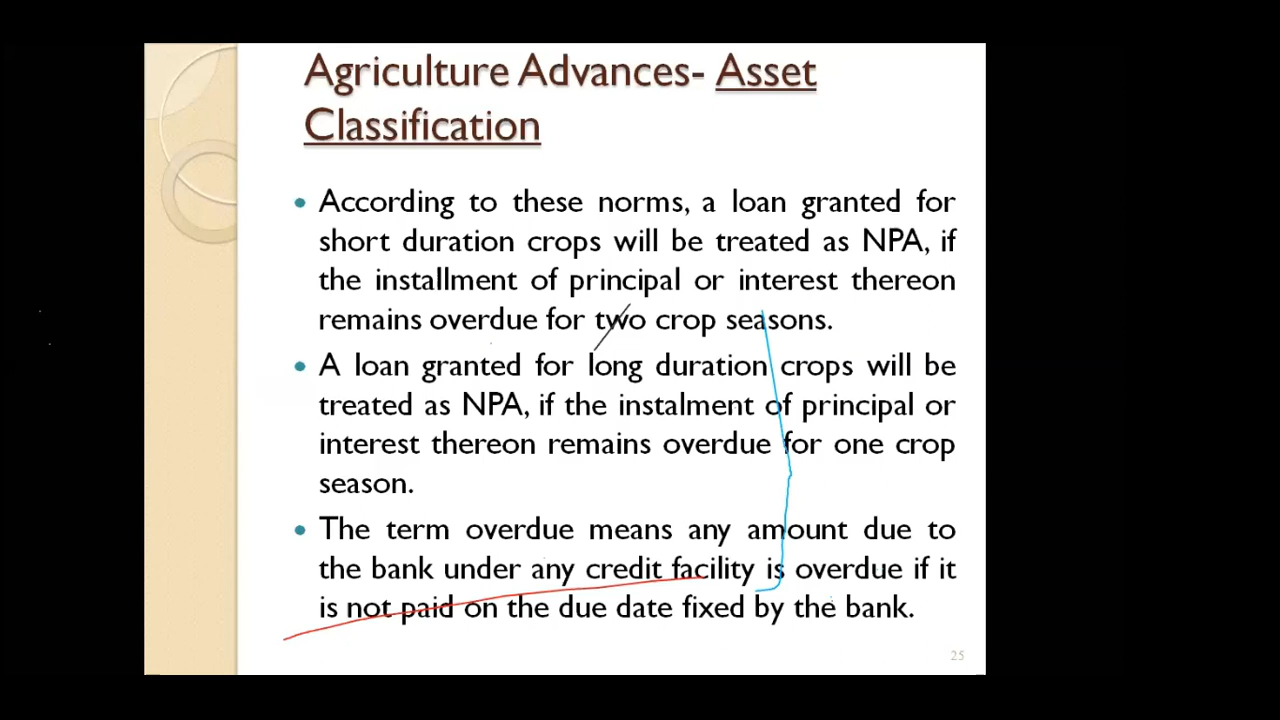 Agriculture Advances- Asset
Classification
• According to these norms, a loan granted for
short duration crops will be treated as NPA, if
the installment of principal or interest thereon
remains overdue for two crop seasons.
• A loan granted for long duration crops will be
treated as NPA, if the instalment of principal or
interest thereon remains overdue for one crop
season.
• The term overdue means any amount due to
the bank under any credit facility is overdue if it
is not paid on the due date fixed by the bank.
25